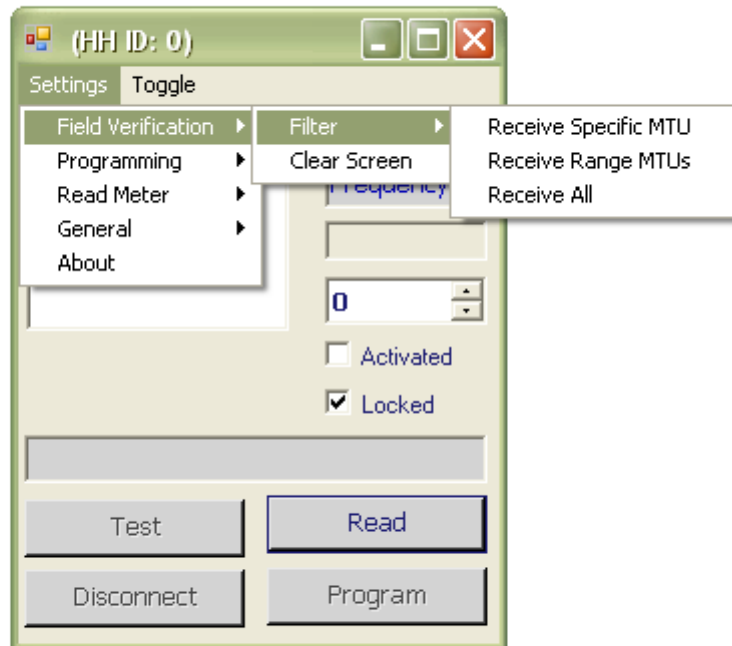 (HH ID: 0)
Settings Toggle
Field Verification Filter Receive Specific MTU
Programming Clear Screen Receive Range MTUs
Read Meter Frequency Receive All
General
About
0
Activated
Locked
Test Read
Disconnect Program